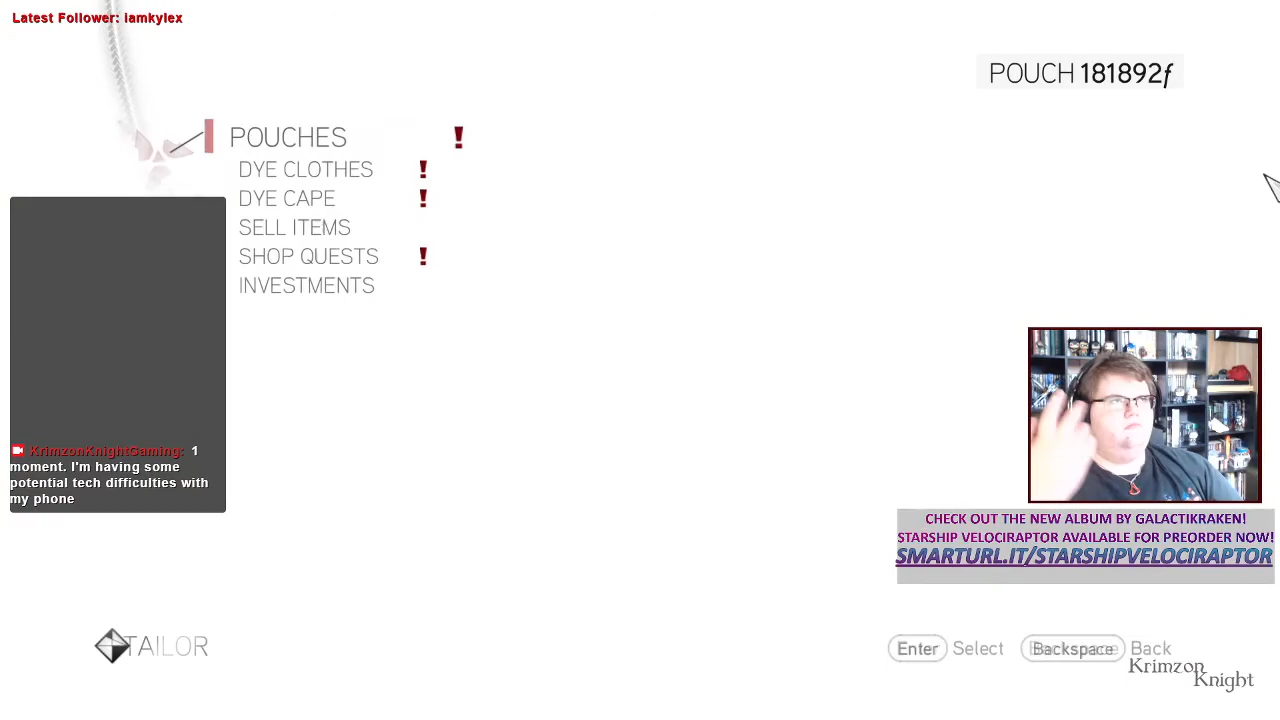 Latest Follower: iamkylex
POUCH 181892f
POUCHES !
DYE CLOTHES !
DYE CAPE !
SELL ITEMS
SHOP QUESTS !
INVESTMENTS
KrimzonKnightGaming: 1
moment. I'm having some
potential tech difficulties with
my phone
CHECK OUT THE NEW ALBUM BY GALACTIKRAKEN!
STARSHIP VELOCIRAPTOR AVAILABLE FOR PREORDER NOW!
SMARTURL.IT/STARSHIPVELOCIRAPTOR
TAILOR
Enter Select Backspace Back
Krimzon
Knight